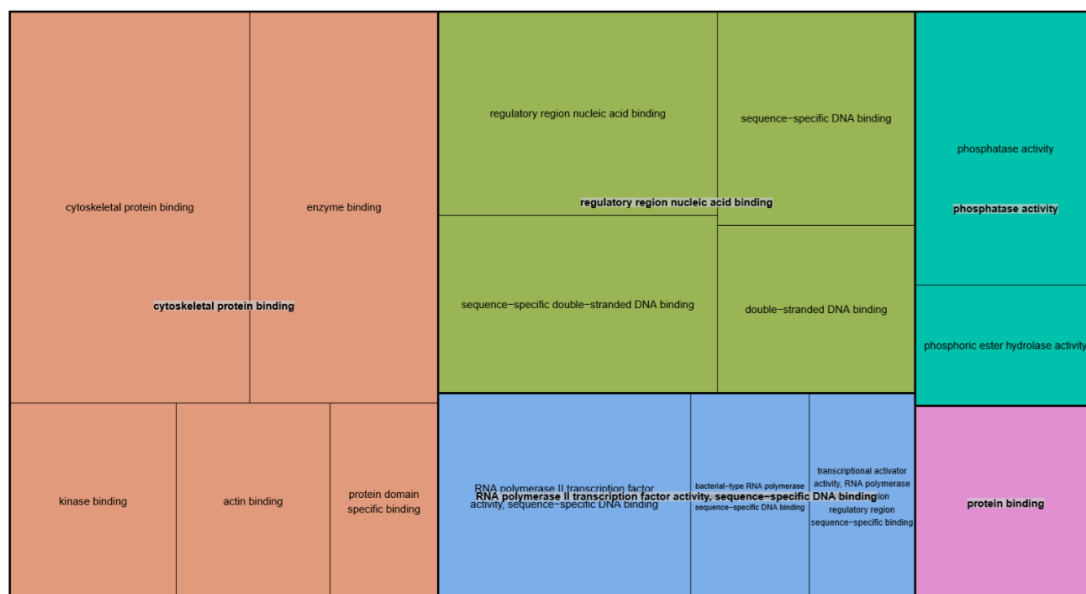 cytoskeletal protein binding
enzyme binding
cytoskeletal protein binding
kinase binding
actin binding
protein domain
specific binding
regulatory region nucleic acid binding
sequence−specific DNA binding
regulatory region nucleic acid binding
sequence−specific double−stranded DNA binding
double−stranded DNA binding
RNA polymerase II transcription factor
activity, sequence−specific DNA binding
RNA polymerase II transcription factor activity, sequence−specific DNA binding
bacterial−type RNA polymerase
sequence−specific DNA binding
transcriptional activator
activity, RNA polymerase
regulatory region
sequence−specific binding
phosphatase activity
phosphatase activity
phosphoric ester hydrolase activity
protein binding